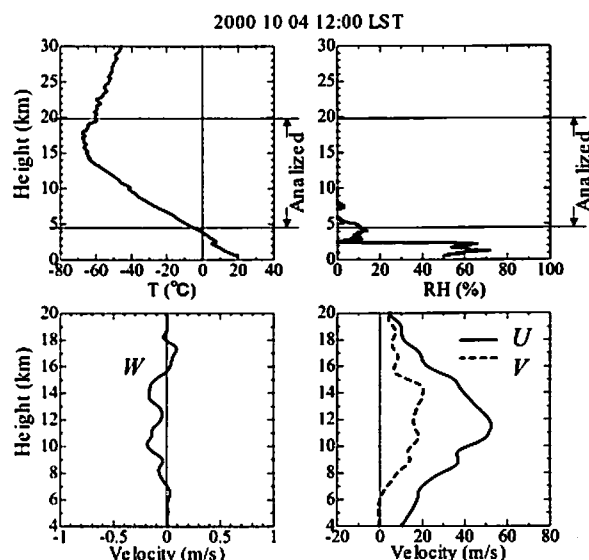 2000 10 04 12:00 LST
30
25
20
15
10
5
0
Height (km)
-80 -60 -40 -20 0 20 40
T (°C)
Analized
30
25
20
15
10
5
0
0 20 40 60 80 100
RH (%)
Analized
20
18
16
14
12
10
8
6
4
Height (km)
W
-1 -0.5 0 0.5 1
Velocity (m/s)
20
18
16
14
12
10
8
6
4
U
V
-20 0 20 40 60 80
Velocity (m/s)